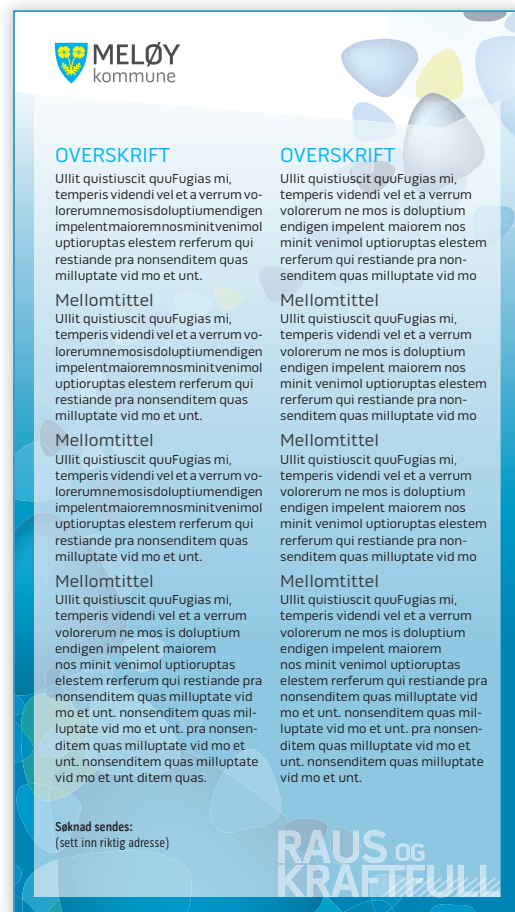 MELØY
kommune
OVERSKRIFT
Ullit quistiuscit quuFugias mi,
temperis videndi vel et a verrum vo-
lorerumnemosisdoluptiumendigen
impelentmaioremnosminitvenimol
uptioruptas elestem rerferum qui
restiande pra nonsenditem quas
milluptate vid mo et unt.
Mellomtittel
Ullit quistiuscit quuFugias mi,
temperis videndi vel et a verrum vo-
lorerumnemosisdoluptiumendigen
impelentmaioremnosminitvenimol
uptioruptas elestem rerferum qui
restiande pra nonsenditem quas
milluptate vid mo et unt.
Mellomtittel
Ullit quistiuscit quuFugias mi,
temperis videndi vel et a verrum vo-
lorerumnemosisdoluptiumendigen
impelentmaioremnosminitvenimol
uptioruptas elestem rerferum qui
restiande pra nonsenditem quas
milluptate vid mo et unt.
Mellomtittel
Ullit quistiuscit quuFugias mi,
temperis videndi vel et a verrum
volorerum ne mos is doluptium
endigen impelent maiorem
nos minit venimol uptioruptas
elestem rerferum qui restiande pra
nonsenditem quas milluptate vid
mo et unt. nonsenditem quas mil-
luptate vid mo et unt. pra nonsen-
ditem quas milluptate vid mo et
unt. nonsenditem quas milluptate
vid mo et unt ditem quas.
Søknad sendes:
(sett inn riktig adresse)
OVERSKRIFT
Ullit quistiuscit quuFugias mi,
temperis videndi vel et a verrum
volorerum ne mos is doluptium
endigen impelent maiorem nos
minit venimol uptioruptas elestem
rerferum qui restiande pra non-
senditem quas milluptate vid mo
Mellomtittel
Ullit quistiuscit quuFugias mi,
temperis videndi vel et a verrum
volorerum ne mos is doluptium
endigen impelent maiorem nos
minit venimol uptioruptas elestem
rerferum qui restiande pra non-
senditem quas milluptate vid mo
Mellomtittel
Ullit quistiuscit quuFugias mi,
temperis videndi vel et a verrum
volorerum ne mos is doluptium
endigen impelent maiorem nos
minit venimol uptioruptas elestem
rerferum qui restiande pra non-
senditem quas milluptate vid mo
Mellomtittel
Ullit quistiuscit quuFugias mi,
temperis videndi vel et a verrum
volorerum ne mos is doluptium
endigen impelent maiorem
nos minit venimol uptioruptas
elestem rerferum qui restiande pra
nonsenditem quas milluptate vid
mo et unt. nonsenditem quas mil-
luptate vid mo et unt. pra nonsen-
ditem quas milluptate vid mo et
unt. nonsenditem quas milluptate
vid mo et unt.
RAUS OG
KRAFTFULL